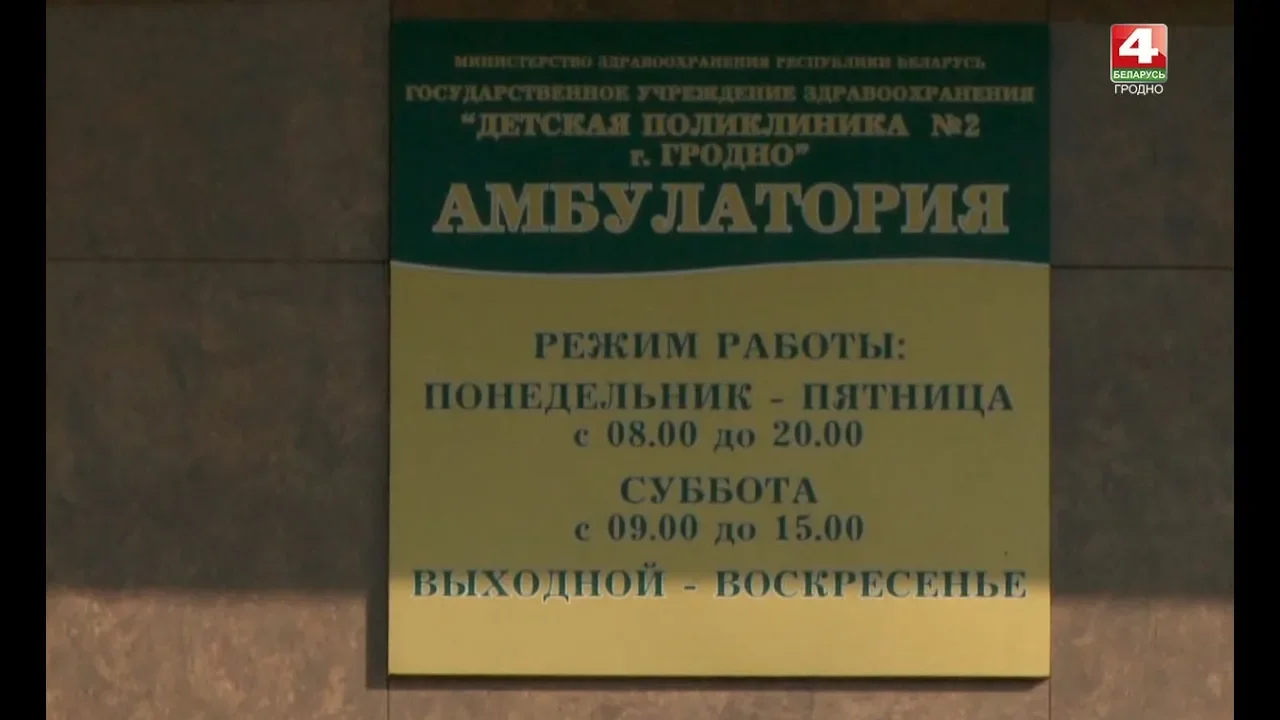 4
БЕЛАРУСЬ
ГРОДНО
МИНИСТЕРСТВО ЗДРАВООХРАНЕНИЯ РЕСПУБЛИКИ БЕЛАРУСЬ
ГОСУДАРСТВЕННОЕ УЧРЕЖДЕНИЕ ЗДРАВООХРАНЕНИЯ
"ДЕТСКАЯ ПОЛИКЛИНИКА №2
г. ГРОДНО"
АМБУЛАТОРИЯ
РЕЖИМ РАБОТЫ:
ПОНЕДЕЛЬНИК - ПЯТНИЦА
с 08.00 до 20.00
СУББОТА
с 09.00 до 15.00
ВЫХОДНОЙ - ВОСКРЕСЕНЬЕ